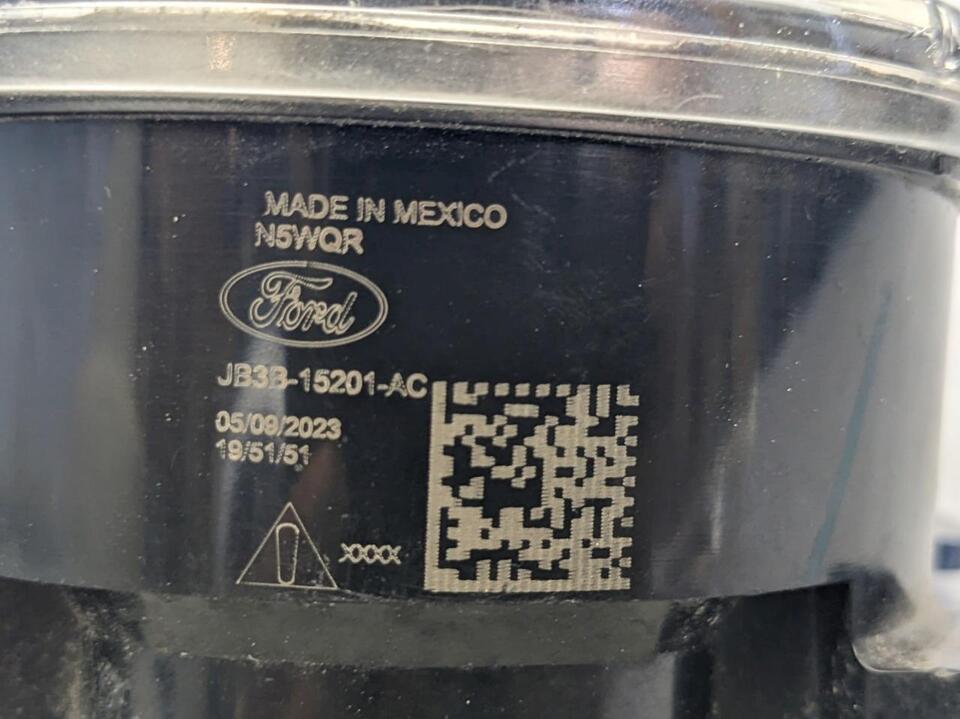 MADE IN MEXICO
N5WQR
Ford
JB3B-15201-AC
05/09/2023
19/51/51
XXXX